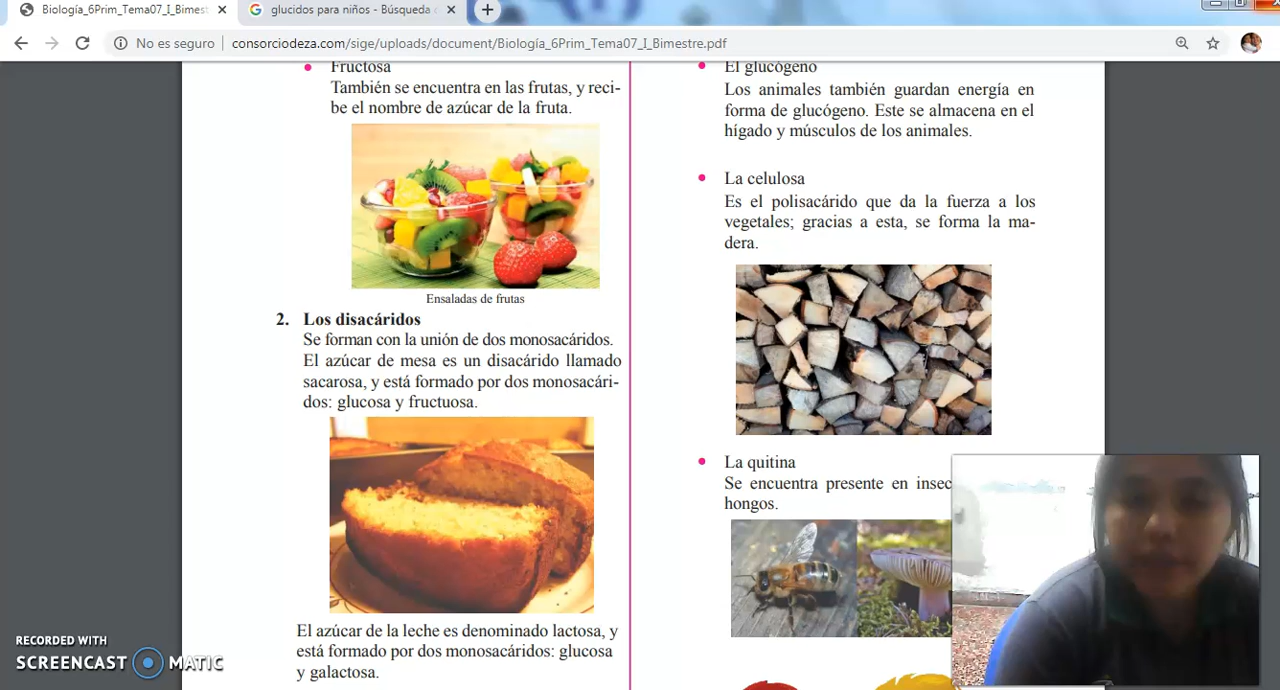 Biología_6Prim_Tema07_I_Bimest
glucidos para niños - Búsqueda
No es seguro
consorciodeza.com/sige/uploads/document/Biología_6Prim_Tema07_I_Bimestre.pdf
Fructosa
También se encuentra en las frutas, y reci-
be el nombre de azúcar de la fruta.
Ensaladas de frutas
2. Los disacáridos
Se forman con la unión de dos monosacáridos.
El azúcar de mesa es un disacárido llamado
sacarosa, y está formado por dos monosacári-
dos: glucosa y fructuosa.
El azúcar de la leche es denominado lactosa, y
está formado por dos monosacáridos: glucosa
y galactosa.
El glucógeno
Los animales también guardan energía en
forma de glucógeno. Este se almacena en el
hígado y músculos de los animales.
La celulosa
Es el polisacárido que da la fuerza a los
vegetales; gracias a esta, se forma la ma-
dera.
La quitina
Se encuentra presente en insec
hongos.
RECORDED WITH
SCREENCAST MATIC